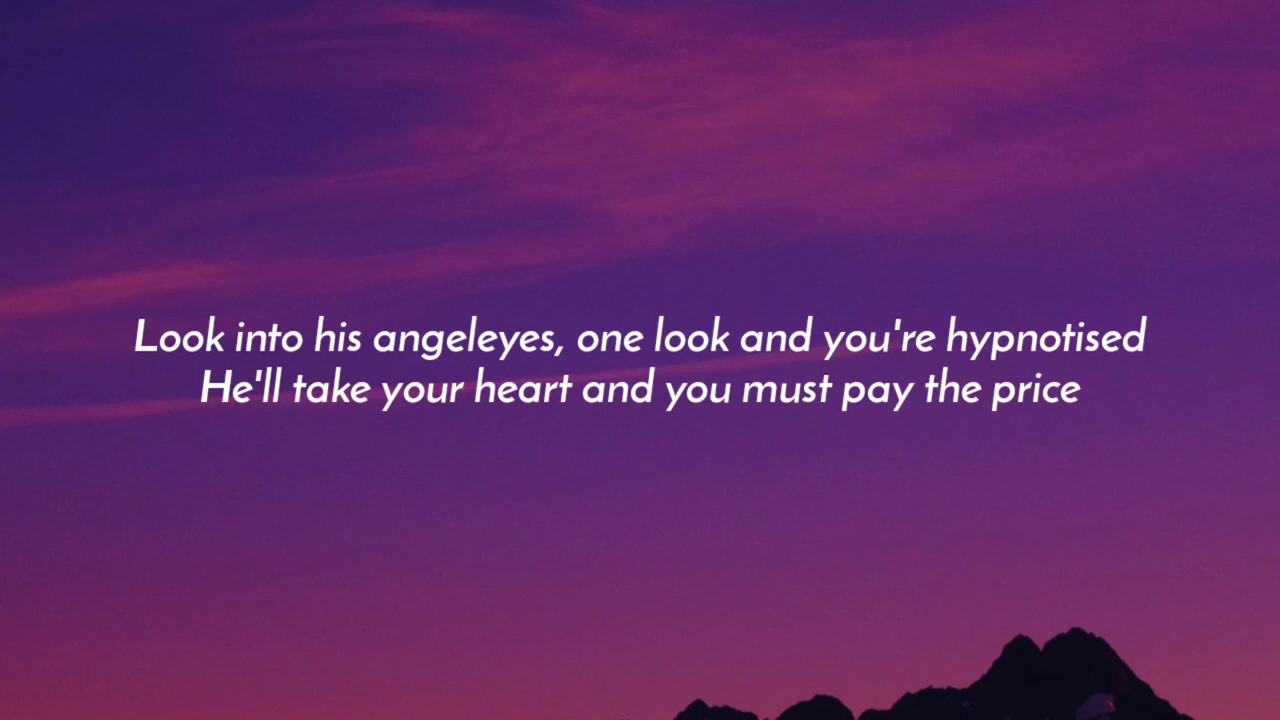 Look into his angeleyes, one look and you're hypnotised
He'll take your heart and you must pay the price